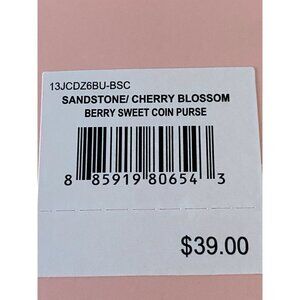 13JCDZ6BU-BSC
SANDSTONE/ CHERRY BLOSSOM
BERRY SWEET COIN PURSE
8 85919 80654 3
$39.00